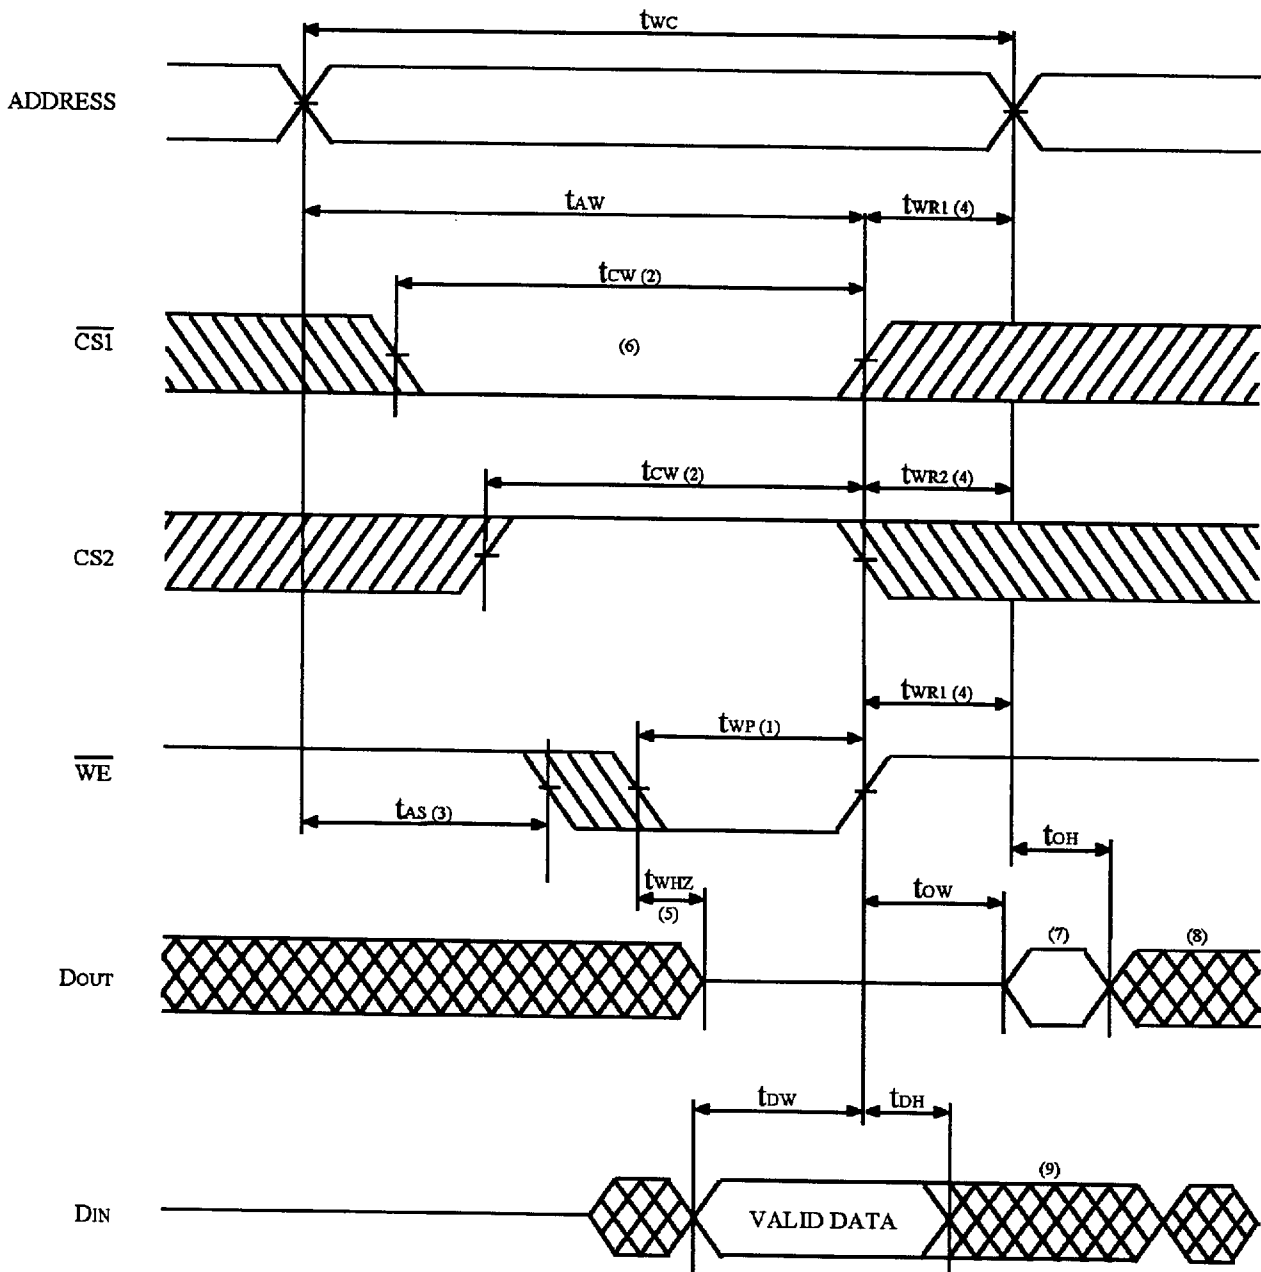 tWC
ADDRESS
tAW
tWR1 (4)
tCW (2)
CS1
(6)
tCW (2)
tWR2 (4)
CS2
tWR1 (4)
tWP (1)
WE
tAS (3)
tOH
tWHZ
(5)
tOW
(7)
(8)
DOUT
tDW
tDH
(9)
DIN
VALID DATA